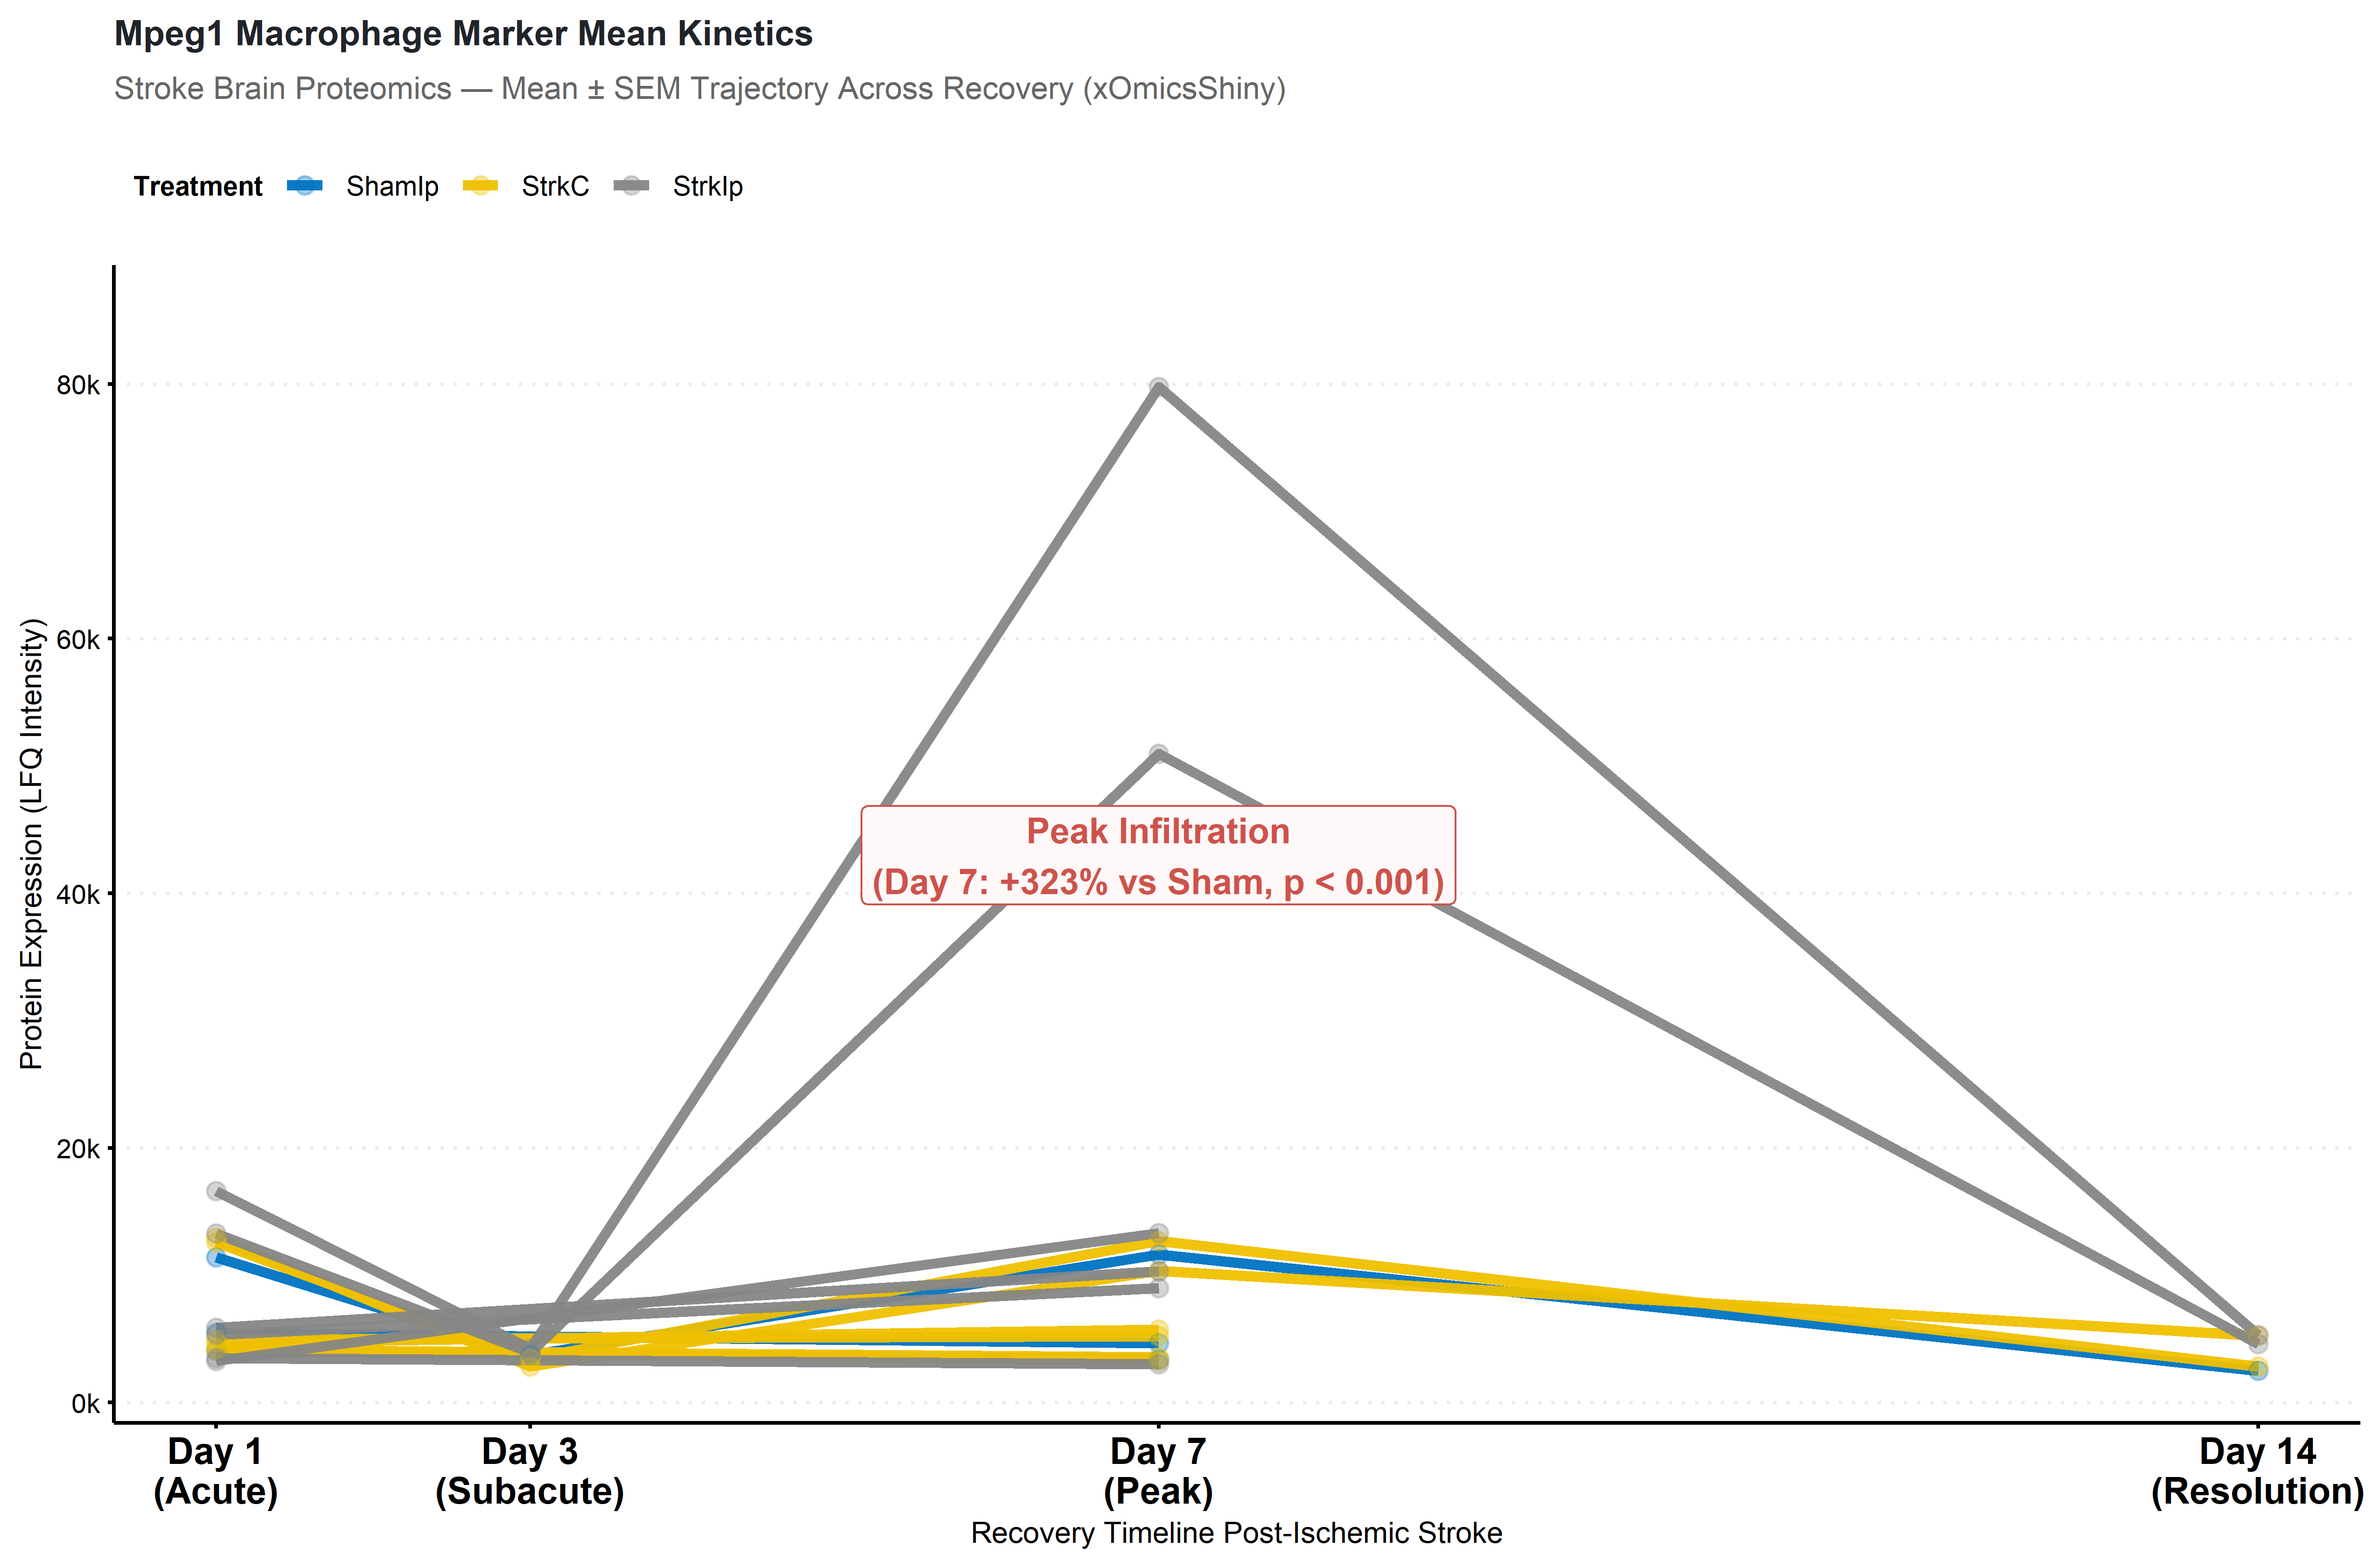 Mpeg1 Macrophage Marker Mean Kinetics
Stroke Brain Proteomics — Mean ± SEM Trajectory Across Recovery (xOmicsShiny)
Treatment ShamIp StrkC StrkIp
Protein Expression (LFQ Intensity)
80k
60k
40k
20k
0k
Peak Infiltration
(Day 7: +323% vs Sham, p < 0.001)
Day 1 Day 3 Day 7 Day 14
(Acute) (Subacute) (Peak) (Resolution)
Recovery Timeline Post-Ischemic Stroke